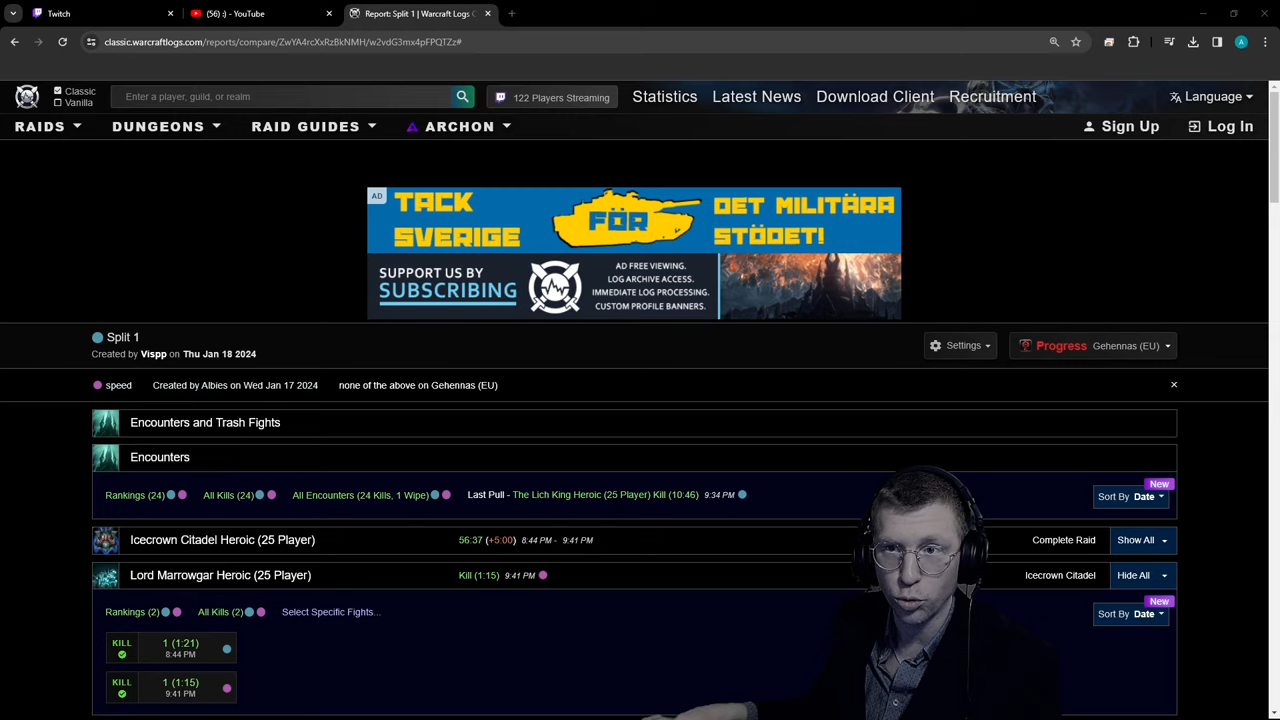 Twitch
(56) :) - YouTube
Report: Split 1 | Warcraft Logs
classic.warcraftlogs.com/reports/compare/ZwYA4rcXxRzBkNMH/w2vdG3mx4pFPQTZz#
A
Classic
Vanilla
Enter a player, guild, or realm
122 Players Streaming
Statistics
Latest News
Download Client
Recruitment
Language
RAIDS
DUNGEONS
RAID GUIDES
ARCHON
Sign Up
Log In
AD
TACK
SVERIGE
FÖR
DET MILITÄRA
STÖDET!
SUPPORT US BY
SUBSCRIBING
AD FREE VIEWING.
LOG ARCHIVE ACCESS.
IMMEDIATE LOG PROCESSING.
CUSTOM PROFILE BANNERS.
Split 1
Created by Vispp on Thu Jan 18 2024
Settings
Progress Gehennas (EU)
speed Created by Albies on Wed Jan 17 2024 none of the above on Gehennas (EU)
Encounters and Trash Fights
Encounters
Rankings (24) All Kills (24) All Encounters (24 Kills, 1 Wipe) Last Pull - The Lich King Heroic (25 Player) Kill (10:46) 9:34 PM
New
Sort By Date
Icecrown Citadel Heroic (25 Player) 56:37 (+5:00) 8:44 PM - 9:41 PM Complete Raid Show All
Lord Marrowgar Heroic (25 Player) Kill (1:15) 9:41 PM Icecrown Citadel Hide All
Rankings (2) All Kills (2) Select Specific Fights...
New
Sort By Date
KILL 1 (1:21)
8:44 PM
KILL 1 (1:15)
9:41 PM